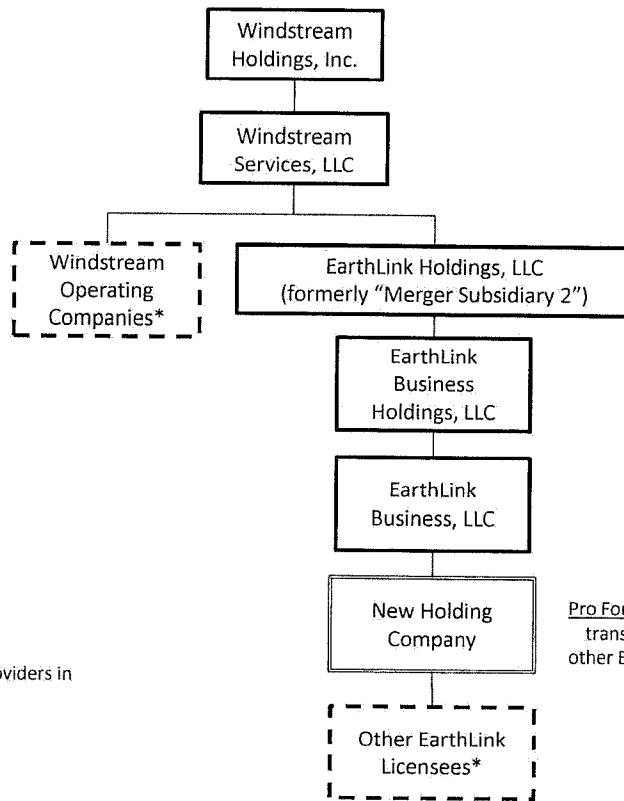 Windstream
Holdings, Inc.
Windstream
Services, LLC
Windstream
Operating
Companies*
EarthLink Holdings, LLC
(formerly “Merger Subsidiary 2”)
EarthLink
Business
Holdings, LLC
EarthLink
Business, LLC
New Holding
Company
Pro For
trans
other E
oviders in
Other EarthLink
Licensees*